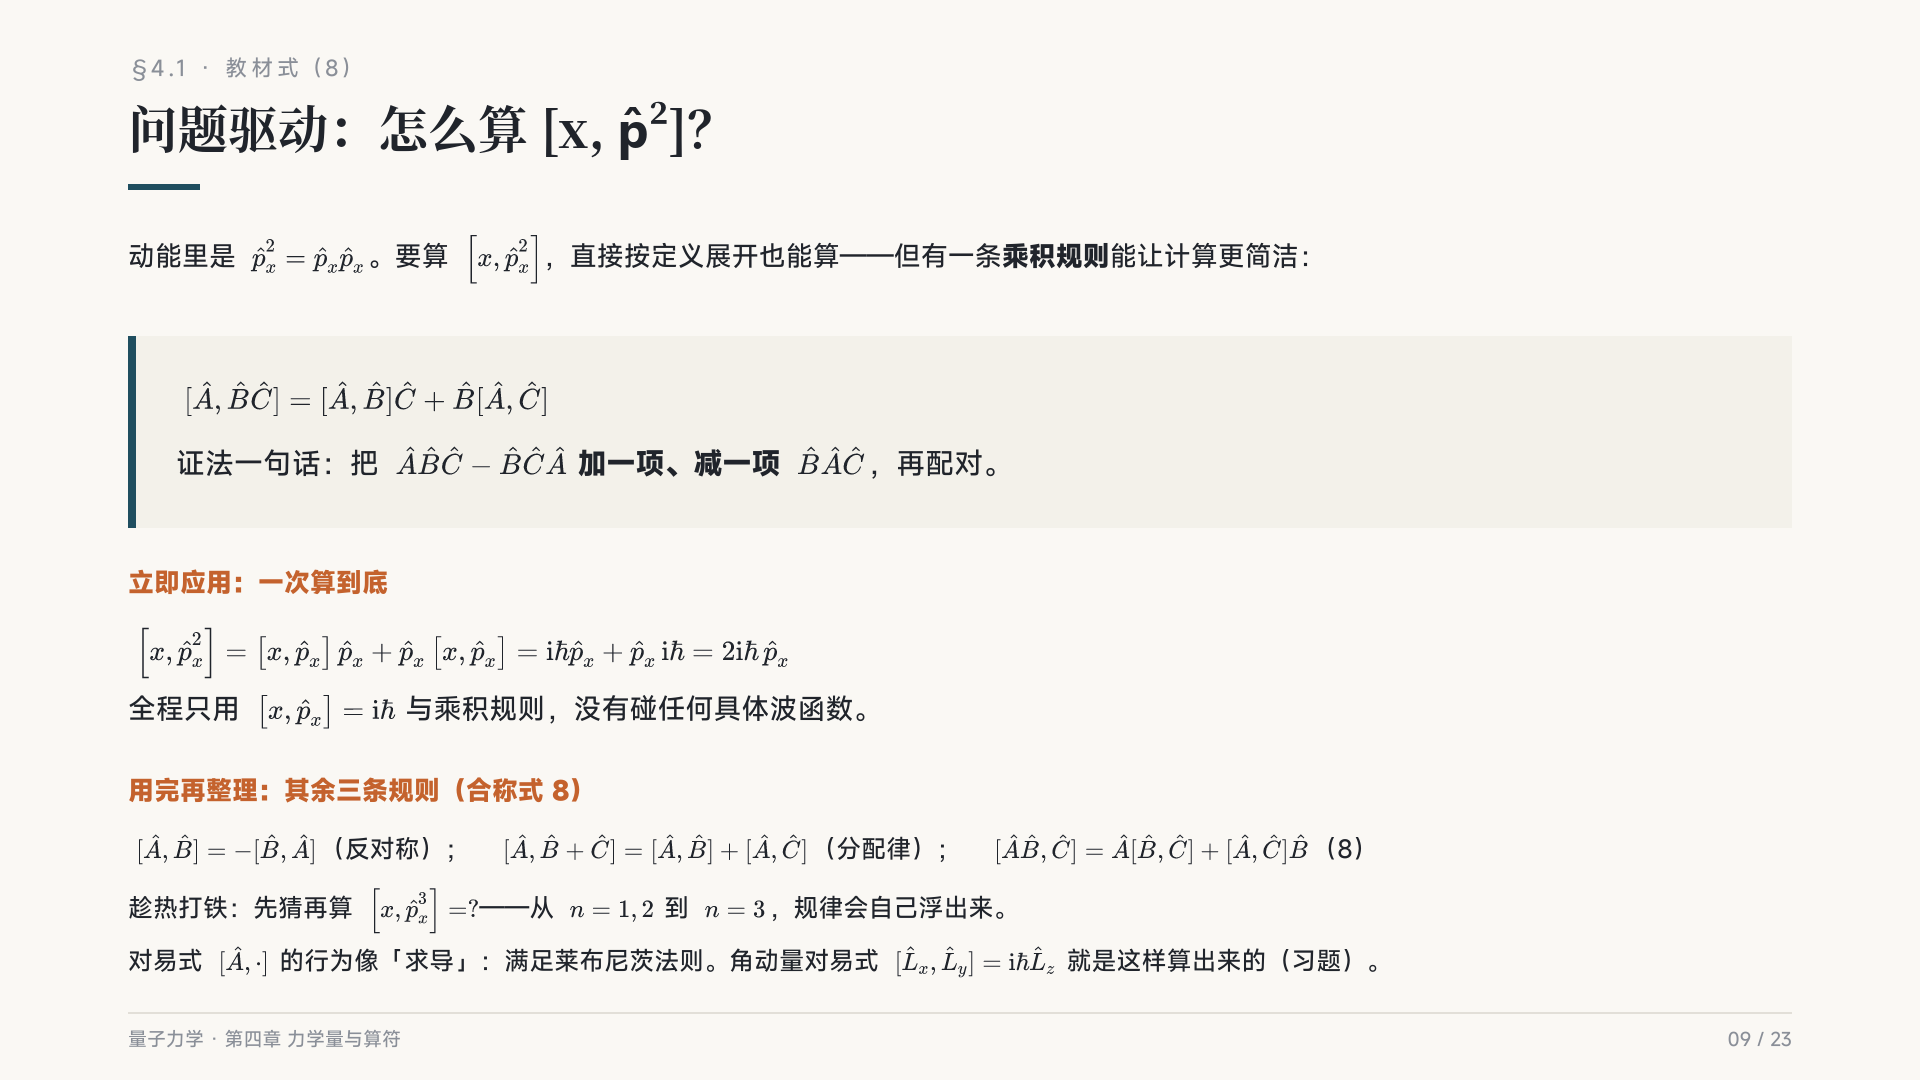 §4.1 · 教材式（8）
问题驱动：怎么算 [x, p̂²]?
动能里是 p̂ₓ² = p̂ₓp̂ₓ。要算 [x, p̂ₓ²]，直接按定义展开也能算——但有一条乘积规则能让计算更简洁：
[Â, B̂Ĉ] = [Â, B̂]Ĉ + B̂[Â, Ĉ]
证法一句话：把 ÂB̂Ĉ − B̂ĈÂ 加一项、减一项 B̂ÂĈ，再配对。
立即应用：一次算到底
[x, p̂ₓ²] = [x, p̂ₓ] p̂ₓ + p̂ₓ [x, p̂ₓ] = iħp̂ₓ + p̂ₓ iħ = 2iħp̂ₓ
全程只用 [x, p̂ₓ] = iħ 与乘积规则，没有碰任何具体波函数。
用完再整理：其余三条规则（合称式 8）
[Â, B̂] = −[B̂, Â]（反对称）； [Â, B̂ + Ĉ] = [Â, B̂] + [Â, Ĉ]（分配律）； [ÂB̂, Ĉ] = Â[B̂, Ĉ] + [Â, Ĉ]B̂（8）
趁热打铁：先猜再算 [x, p̂ₓ³] =?——从 n = 1, 2 到 n = 3，规律会自己浮出来。
对易式 [Â, ·] 的行为像「求导」：满足莱布尼茨法则。角动量对易式 [L̂ₓ, L̂_y] = iħL̂_z 就是这样算出来的（习题）。
量子力学 · 第四章 力学量与算符
09 / 23